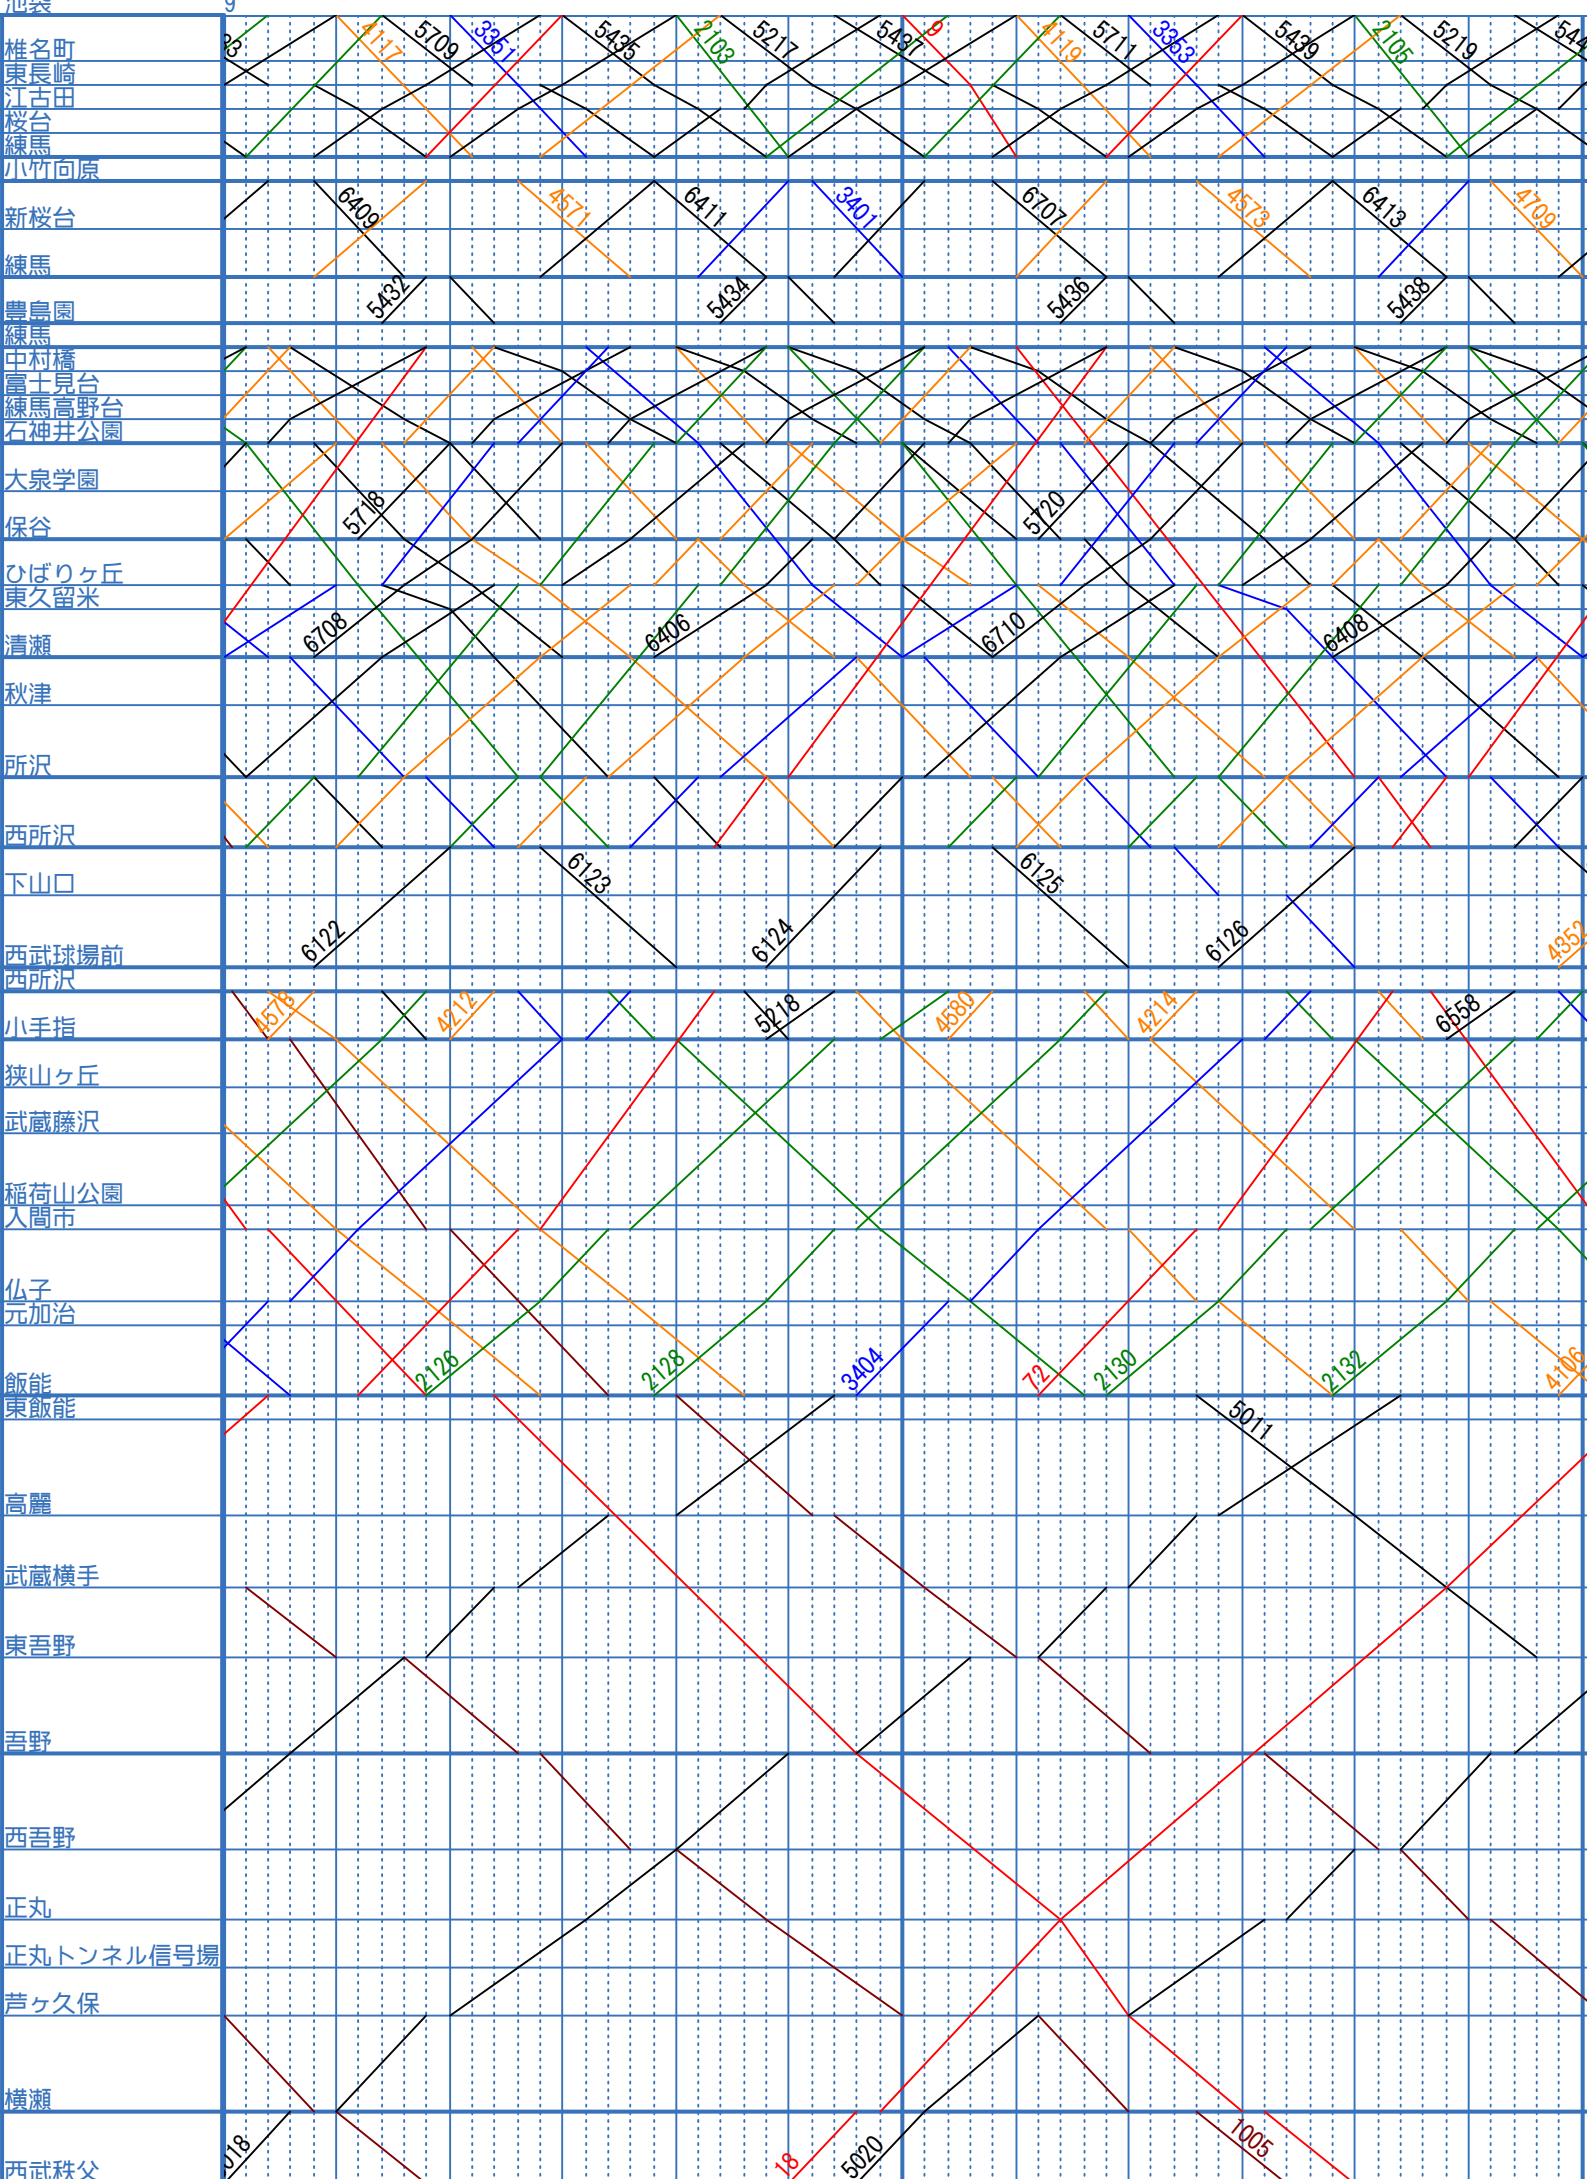 池袋 9
椎名町 4117 5709 3351 5435 2103 5217 5437 9 4119 5711 3353 5439 2105 5219
東長崎
江古田
桜台
練馬
小竹向原
新桜台 6409 4571 6411 3401 6707 4573 6413 4709
練馬
豊島園 5432 5434 5436 5438
練馬
中村橋
富士見台
練馬高野台
石神井公園
大泉学園
保谷 5718 5720
ひばりヶ丘
東久留米
清瀬 6708 6406 6710 6408
秋津
所沢
西所沢
下山口 6123 6125
西武球場前 6122 6124 6126 4352
西所沢
小手指 4578 4212 5218 4580 4214 6558
狭山ヶ丘
武蔵藤沢
稲荷山公園
入間市
仏子
元加治
飯能 2126 2128 3404 72 2130 2132 4106
東飯能 5011
高麗
武蔵横手
東吾野
吾野
西吾野
正丸
正丸トンネル信号場
芦ヶ久保
横瀬
西武秩父 018 18 5020 1005